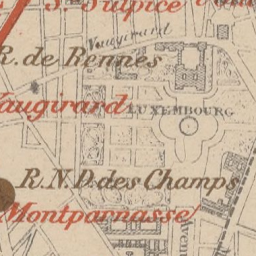 S. Sulpice
Vaugirard
R. de Rennes
Vaugirard
LUXEMBOURG
R. N. D. des Champs
Montparnasse